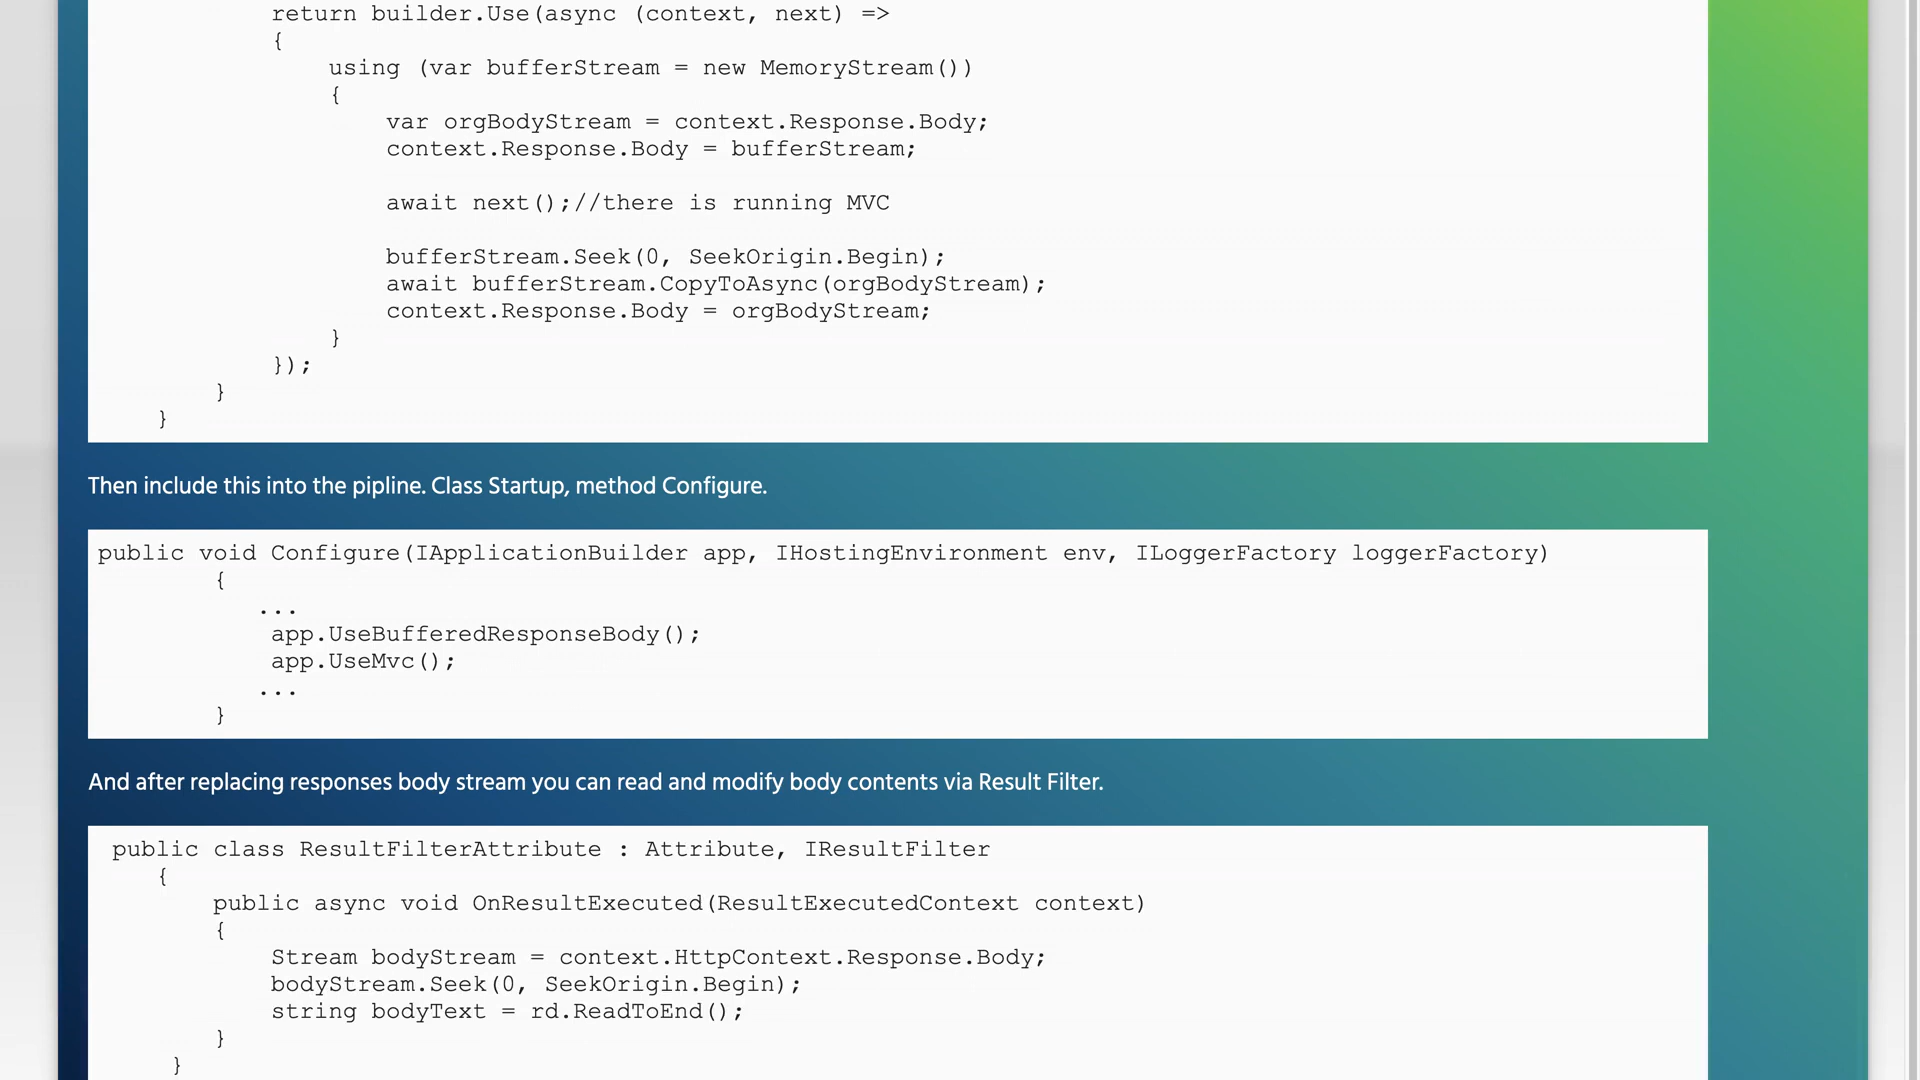 return builder.Use(async (context, next) =>
{
using (var bufferStream = new MemoryStream())
{
var orgBodyStream = context.Response.Body;
context.Response.Body = bufferStream;
await next();//there is running MVC
bufferStream.Seek(0, SeekOrigin.Begin);
await bufferStream.CopyToAsync(orgBodyStream);
context.Response.Body = orgBodyStream;
}
});
}
}
Then include this into the pipline. Class Startup, method Configure.
public void Configure(IApplicationBuilder app, IHostingEnvironment env, ILoggerFactory loggerFactory)
{
...
app.UseBufferedResponseBody();
app.UseMvc();
...
}
And after replacing responses body stream you can read and modify body contents via Result Filter.
public class ResultFilterAttribute : Attribute, IResultFilter
{
public async void OnResultExecuted(ResultExecutedContext context)
{
Stream bodyStream = context.HttpContext.Response.Body;
bodyStream.Seek(0, SeekOrigin.Begin);
string bodyText = rd.ReadToEnd();
}
}